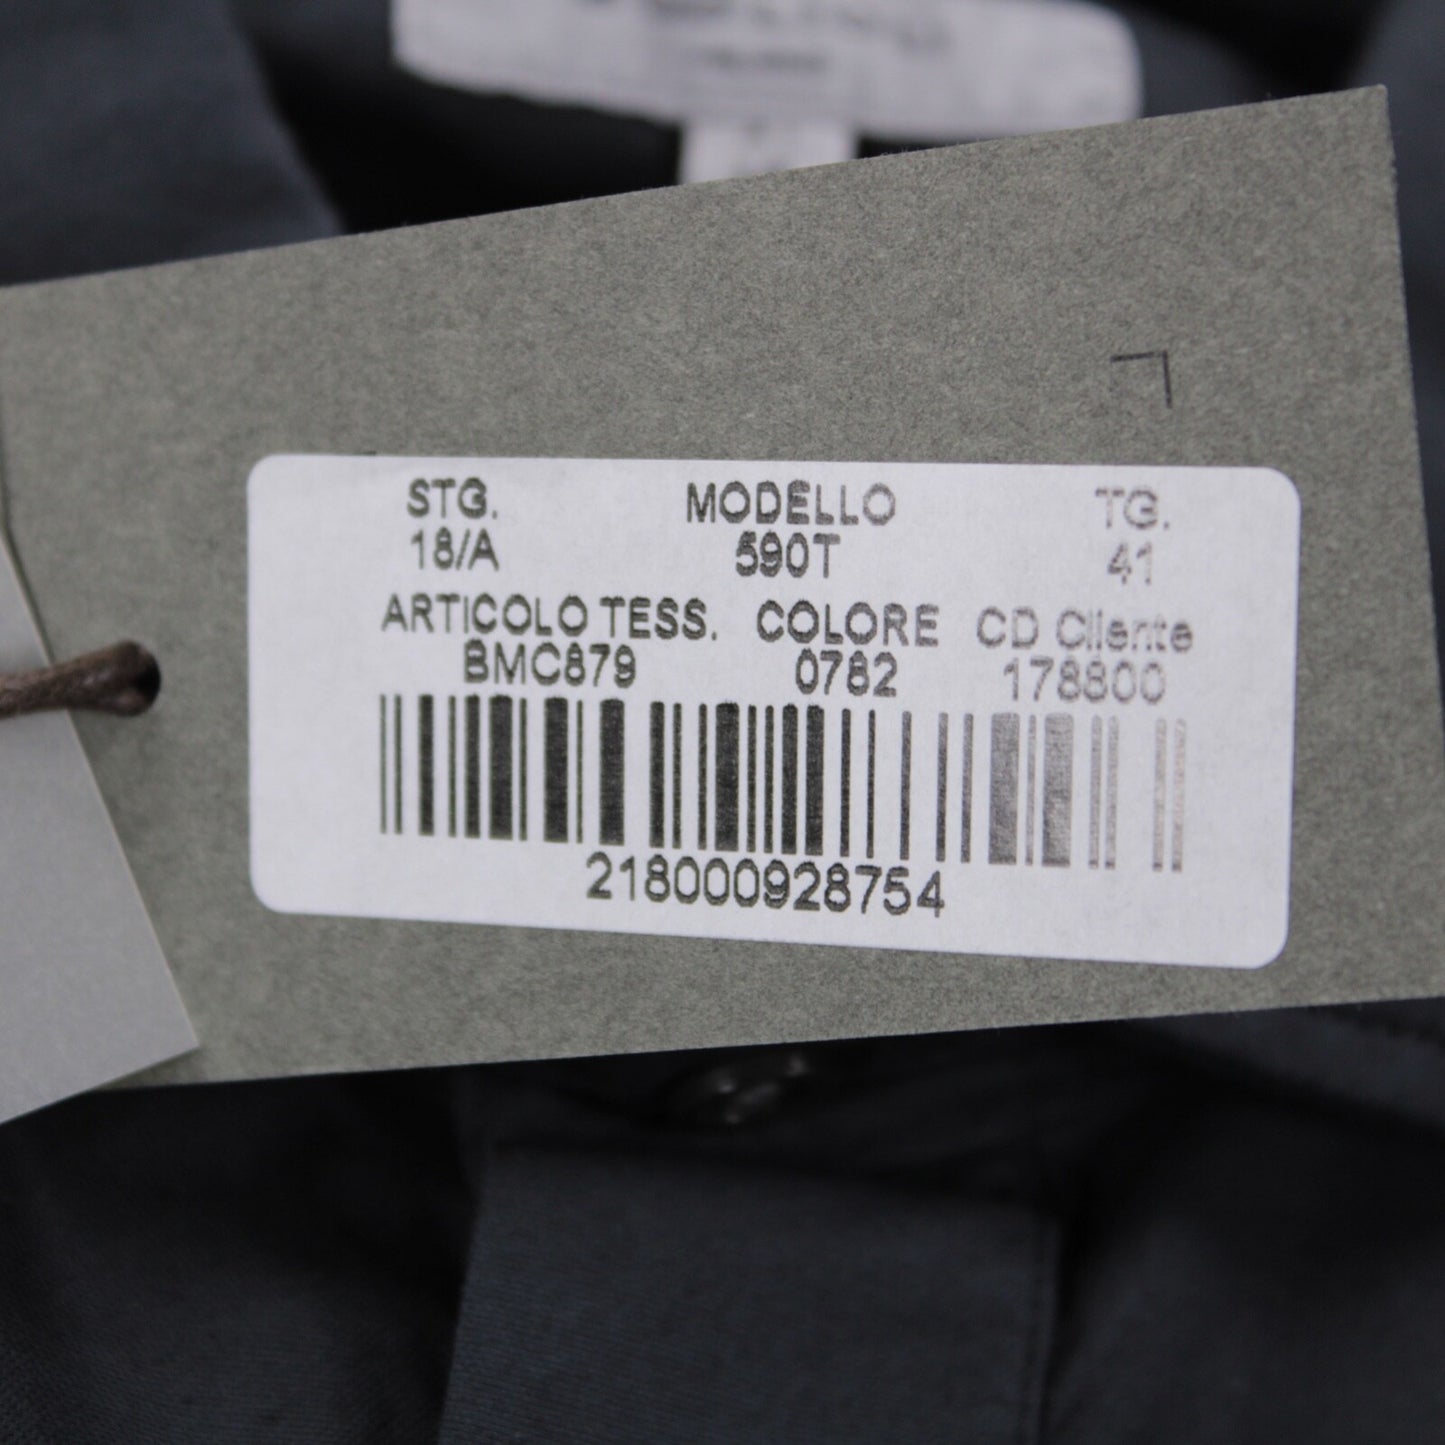 STG. MODELLO TG.
18/A 590T 41
ARTICOLO TESS. COLORE CD Cliente
BMC879 0782 178800
218000928754